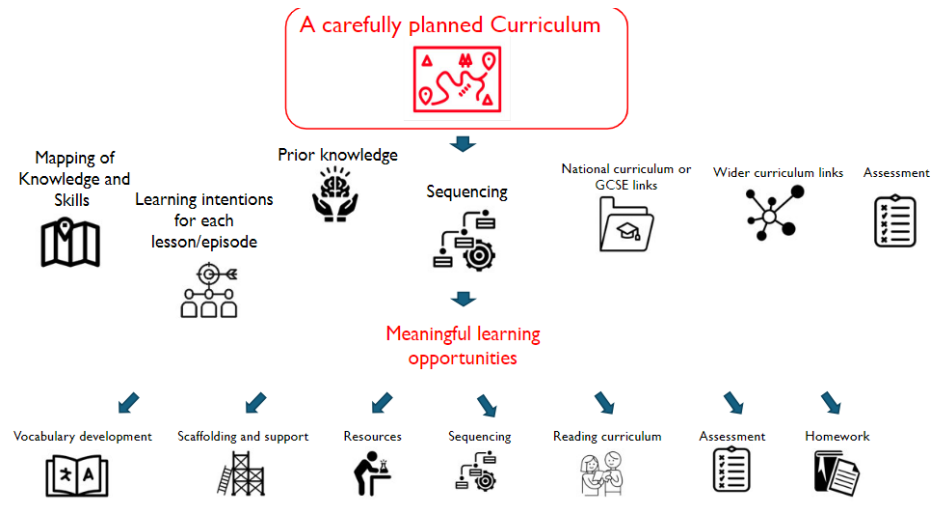 A carefully planned Curriculum
Mapping of
Knowledge and
Skills
Learning intentions
for each
lesson/episode
Prior knowledge
Sequencing
National curriculum or
GCSE links
Wider curriculum links
Assessment
Meaningful learning
opportunities
Vocabulary development
Scaffolding and support
Resources
Sequencing
Reading curriculum
Assessment
Homework
A